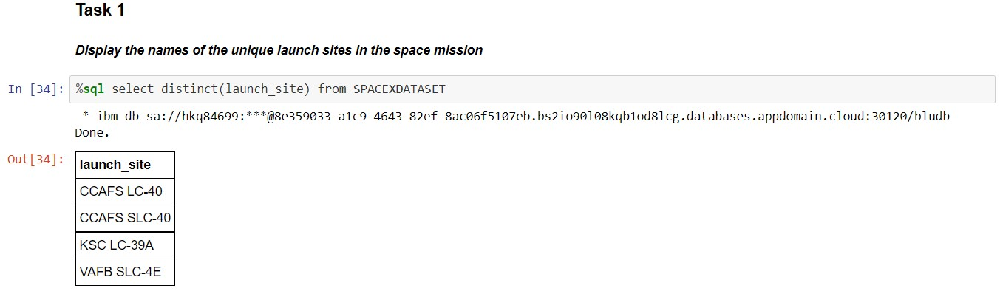 Task 1
Display the names of the unique launch sites in the space mission
In [34]: %sql select distinct(launch_site) from SPACEXDATASET
* ibm_db_sa://hkq84699:***@8e359033-a1c9-4643-82ef-8ac06f5107eb.bs2io90l08kqb1od8lcg.databases.appdomain.cloud:30120/bludb
Done.
Out[34]:
launch_site
CCAFS LC-40
CCAFS SLC-40
KSC LC-39A
VAFB SLC-4E